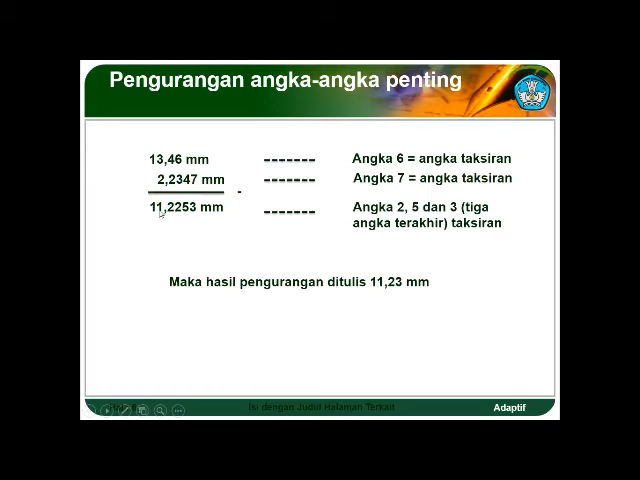 Pengurangan angka-angka penting
13,46 mm ------- Angka 6 = angka taksiran
2,2347 mm ------- Angka 7 = angka taksiran
-
11,2253 mm ------- Angka 2, 5 dan 3 (tiga
angka terakhir) taksiran
Maka hasil pengurangan ditulis 11,23 mm
Isi dengan Judul Halaman Terkait
Adaptif